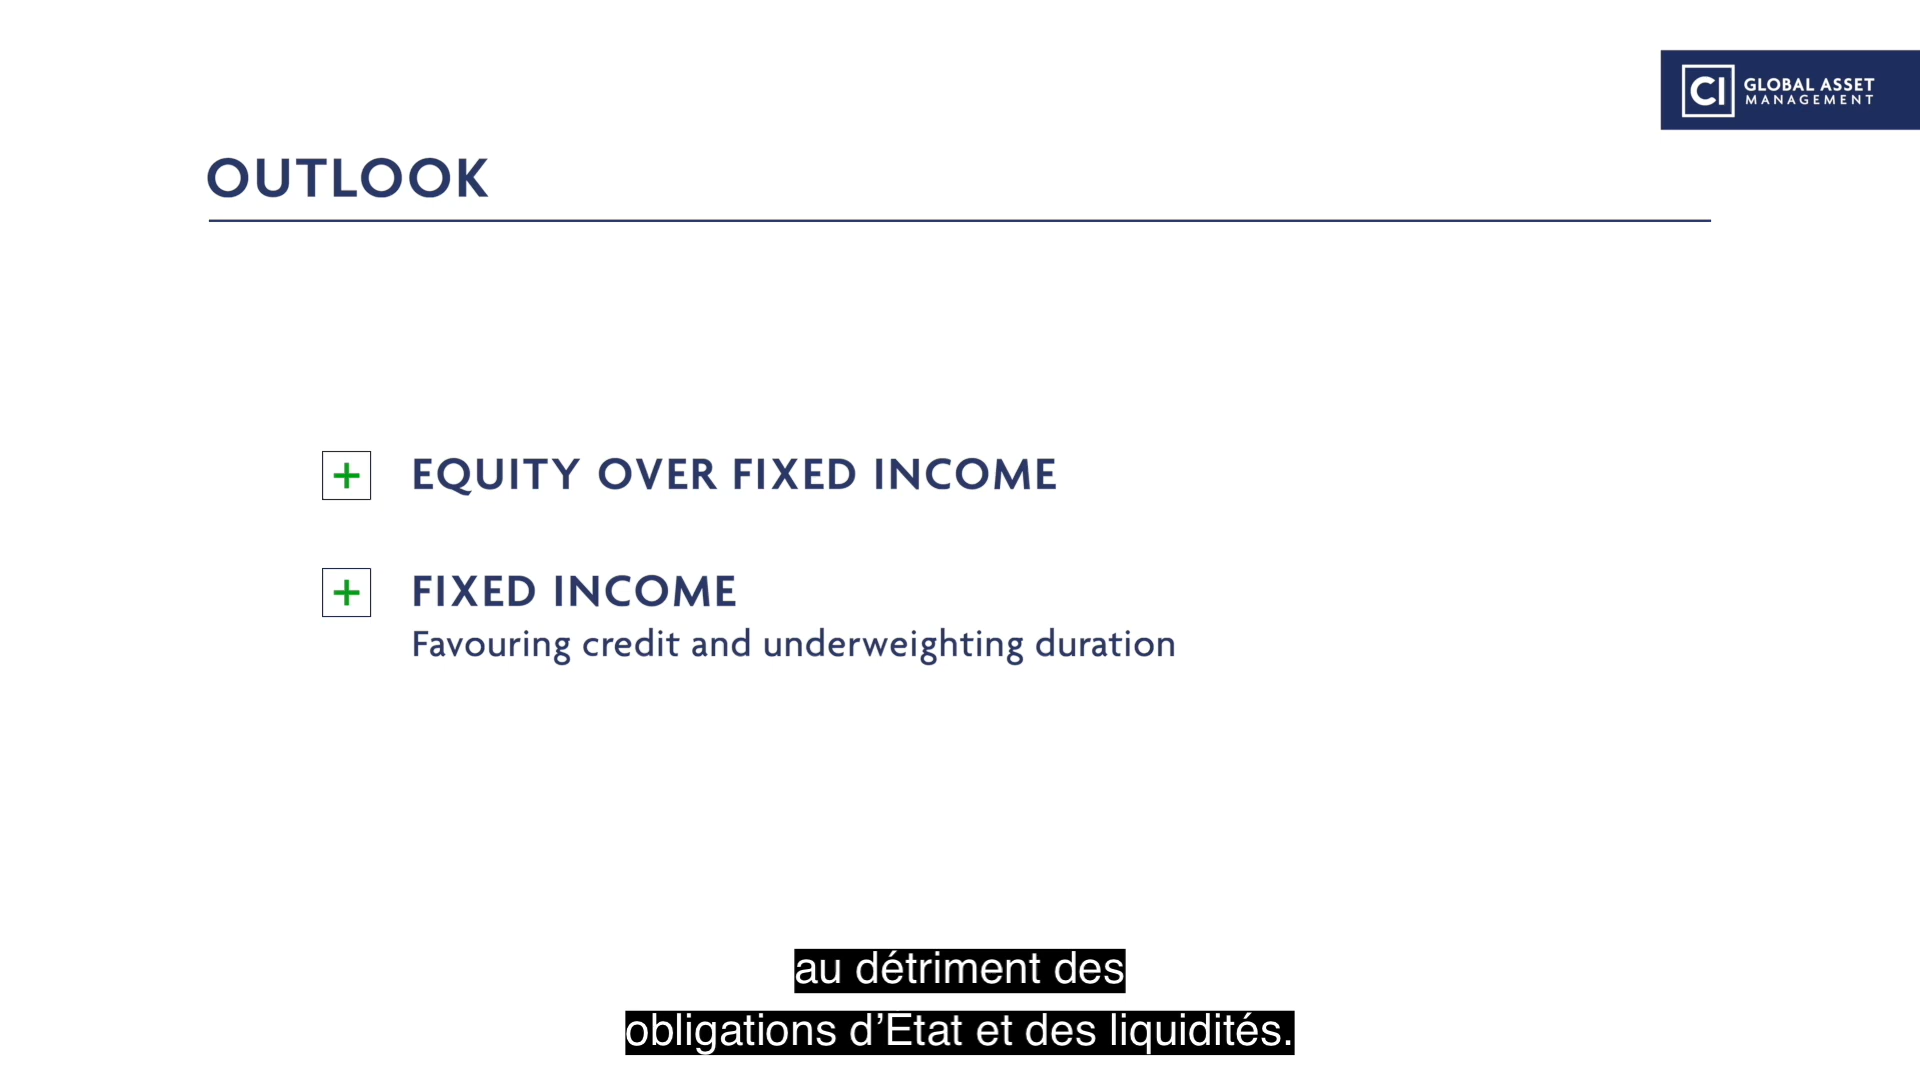 CI GLOBAL ASSET
MANAGEMENT
OUTLOOK
+ EQUITY OVER FIXED INCOME
+ FIXED INCOME
Favouring credit and underweighting duration
au détriment des
obligations d’Etat et des liquidités.